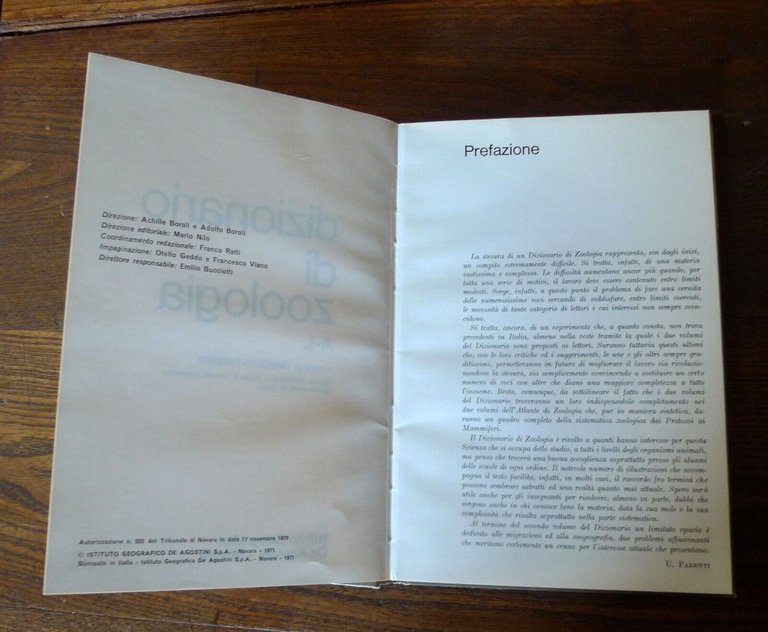 Direzione: Achille Boroli e Adolfo Boroli
Direzione editoriale: Mario Nilo
Coordinamento redazionale: Franco Ratti
Impaginazione: Otello Geddo e Francesco Viano
Direttore responsabile: Emilio Bucciotti
dizionario
di
zoologia
Autorizzazione n. 222 del Tribunale di Novara in data 17 novembre 1970
© ISTITUTO GEOGRAFICO DE AGOSTINI S.p.A. - Novara - 1971
Stampato in Italia - Istituto Geografico De Agostini S.p.A. - Novara - 1971
Prefazione
La stesura di un Dizionario di Zoologia rappresenta, sin dagli inizi,
un compito estremamente difficile. Si tratta, infatti, di una materia
vastissima e complessa. Le difficoltà aumentano ancor più quando, per
tutta una serie di motivi, il lavoro deve essere contenuto entro limiti
modesti. Sorge, infatti, a questo punto il problema di fare una cernita
delle numerosissime voci cercando di soddisfare, entro limiti coerenti,
le necessità di tante categorie di lettori i cui interessi non sempre coin-
cidono.
Si tratta, ancora, di un esperimento che, a quanto consta, non trova
precedenti in Italia, almeno nella veste tramite la quale i due volumi
del Dizionario sono proposti ai lettori. Saranno tuttavia questi ultimi
che, con le loro critiche ed i suggerimenti, le une e gli altri sempre gra-
ditissimi, permetteranno in futuro di migliorare il lavoro sia rivoluzio-
nandone la stesura, sia semplicemente convincendo a sostituire un certo
numero di voci con altre che diano una maggiore completezza a tutto
l'insieme. Resta, comunque, da sottolineare il fatto che i due volumi
del Dizionario troveranno un loro indispensabile completamento nei
due volumi dell'Atlante di Zoologia che, pur in maniera sintetica, da-
ranno un quadro completo della sistematica zoologica dai Protozoi ai
Mammiferi.
Il Dizionario di Zoologia è rivolto a quanti hanno interesse per questa
Scienza che si occupa dello studio, a tutti i livelli degli organismi animali,
ma penso che troverà una buona accoglienza soprattutto presso gli alunni
delle scuole di ogni ordine. Il notevole numero di illustrazioni che accom-
pagna il testo facilita, infatti, in molti casi, il raccordo fra termini che
possono sembrare astratti ed una realtà quanto mai attuale. Spero sarà
utile anche per gli insegnanti per risolvere, almeno in parte, dubbi che
sorgono anche in chi conosce bene la materia, data la sua mole e la sua
complessità che risalta soprattutto nella parte sistematica.
Al termine del secondo volume del Dizionario un limitato spazio è
dedicato alle migrazioni ed alla zoogeografia, due problemi affascinanti
che meritano certamente un cenno per l'interesse attuale che presentano.
U. Parenti